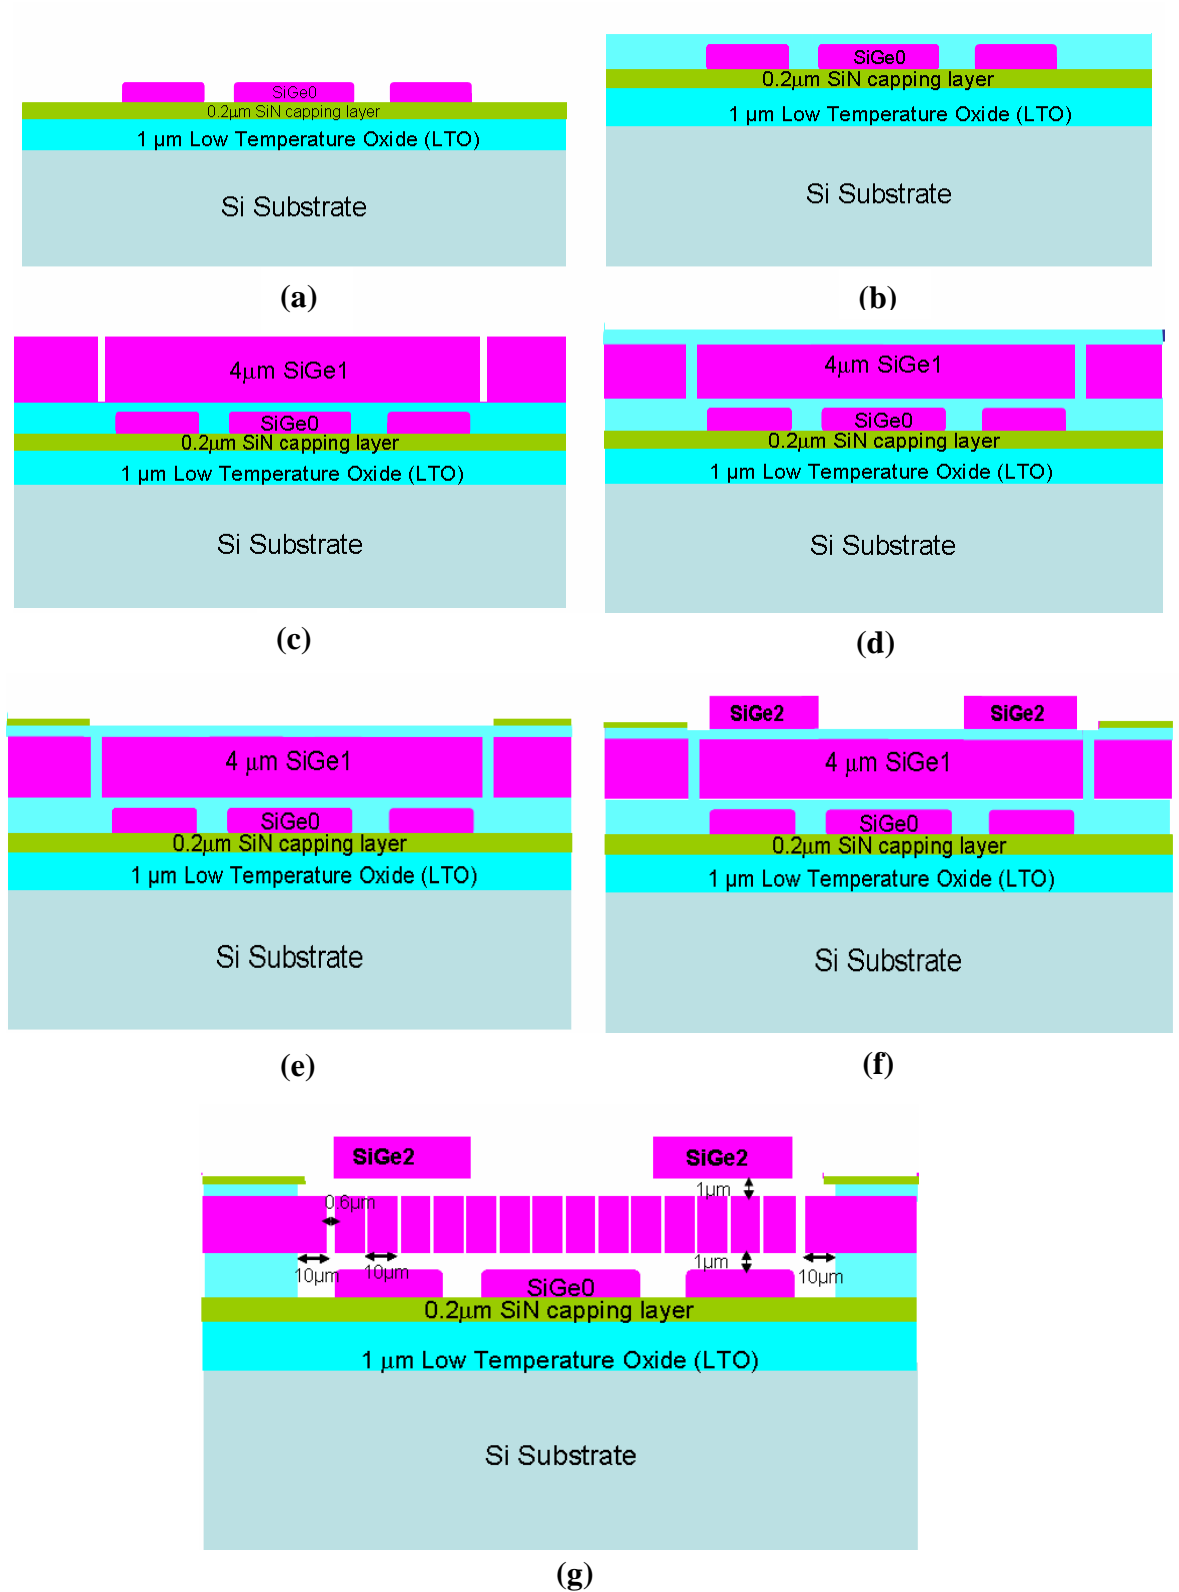 SiGe0
0.2μm SiN capping layer
1 μm Low Temperature Oxide (LTO)
Si Substrate
(a)
SiGe0
0.2μm SiN capping layer
1 μm Low Temperature Oxide (LTO)
Si Substrate
(b)
4μm SiGe1
SiGe0
0.2μm SiN capping layer
1 μm Low Temperature Oxide (LTO)
Si Substrate
(c)
4μm SiGe1
SiGe0
0.2μm SiN capping layer
1 μm Low Temperature Oxide (LTO)
Si Substrate
(d)
4 μm SiGe1
SiGe0
0.2μm SiN capping layer
1 μm Low Temperature Oxide (LTO)
Si Substrate
(e)
SiGe2 SiGe2
4 μm SiGe1
SiGe0
0.2μm SiN capping layer
1 μm Low Temperature Oxide (LTO)
Si Substrate
(f)
SiGe2 SiGe2
1μm
0.6μm
1μm
10μm 10μm 10μm
SiGe0
0.2μm SiN capping layer
1 μm Low Temperature Oxide (LTO)
Si Substrate
(g)